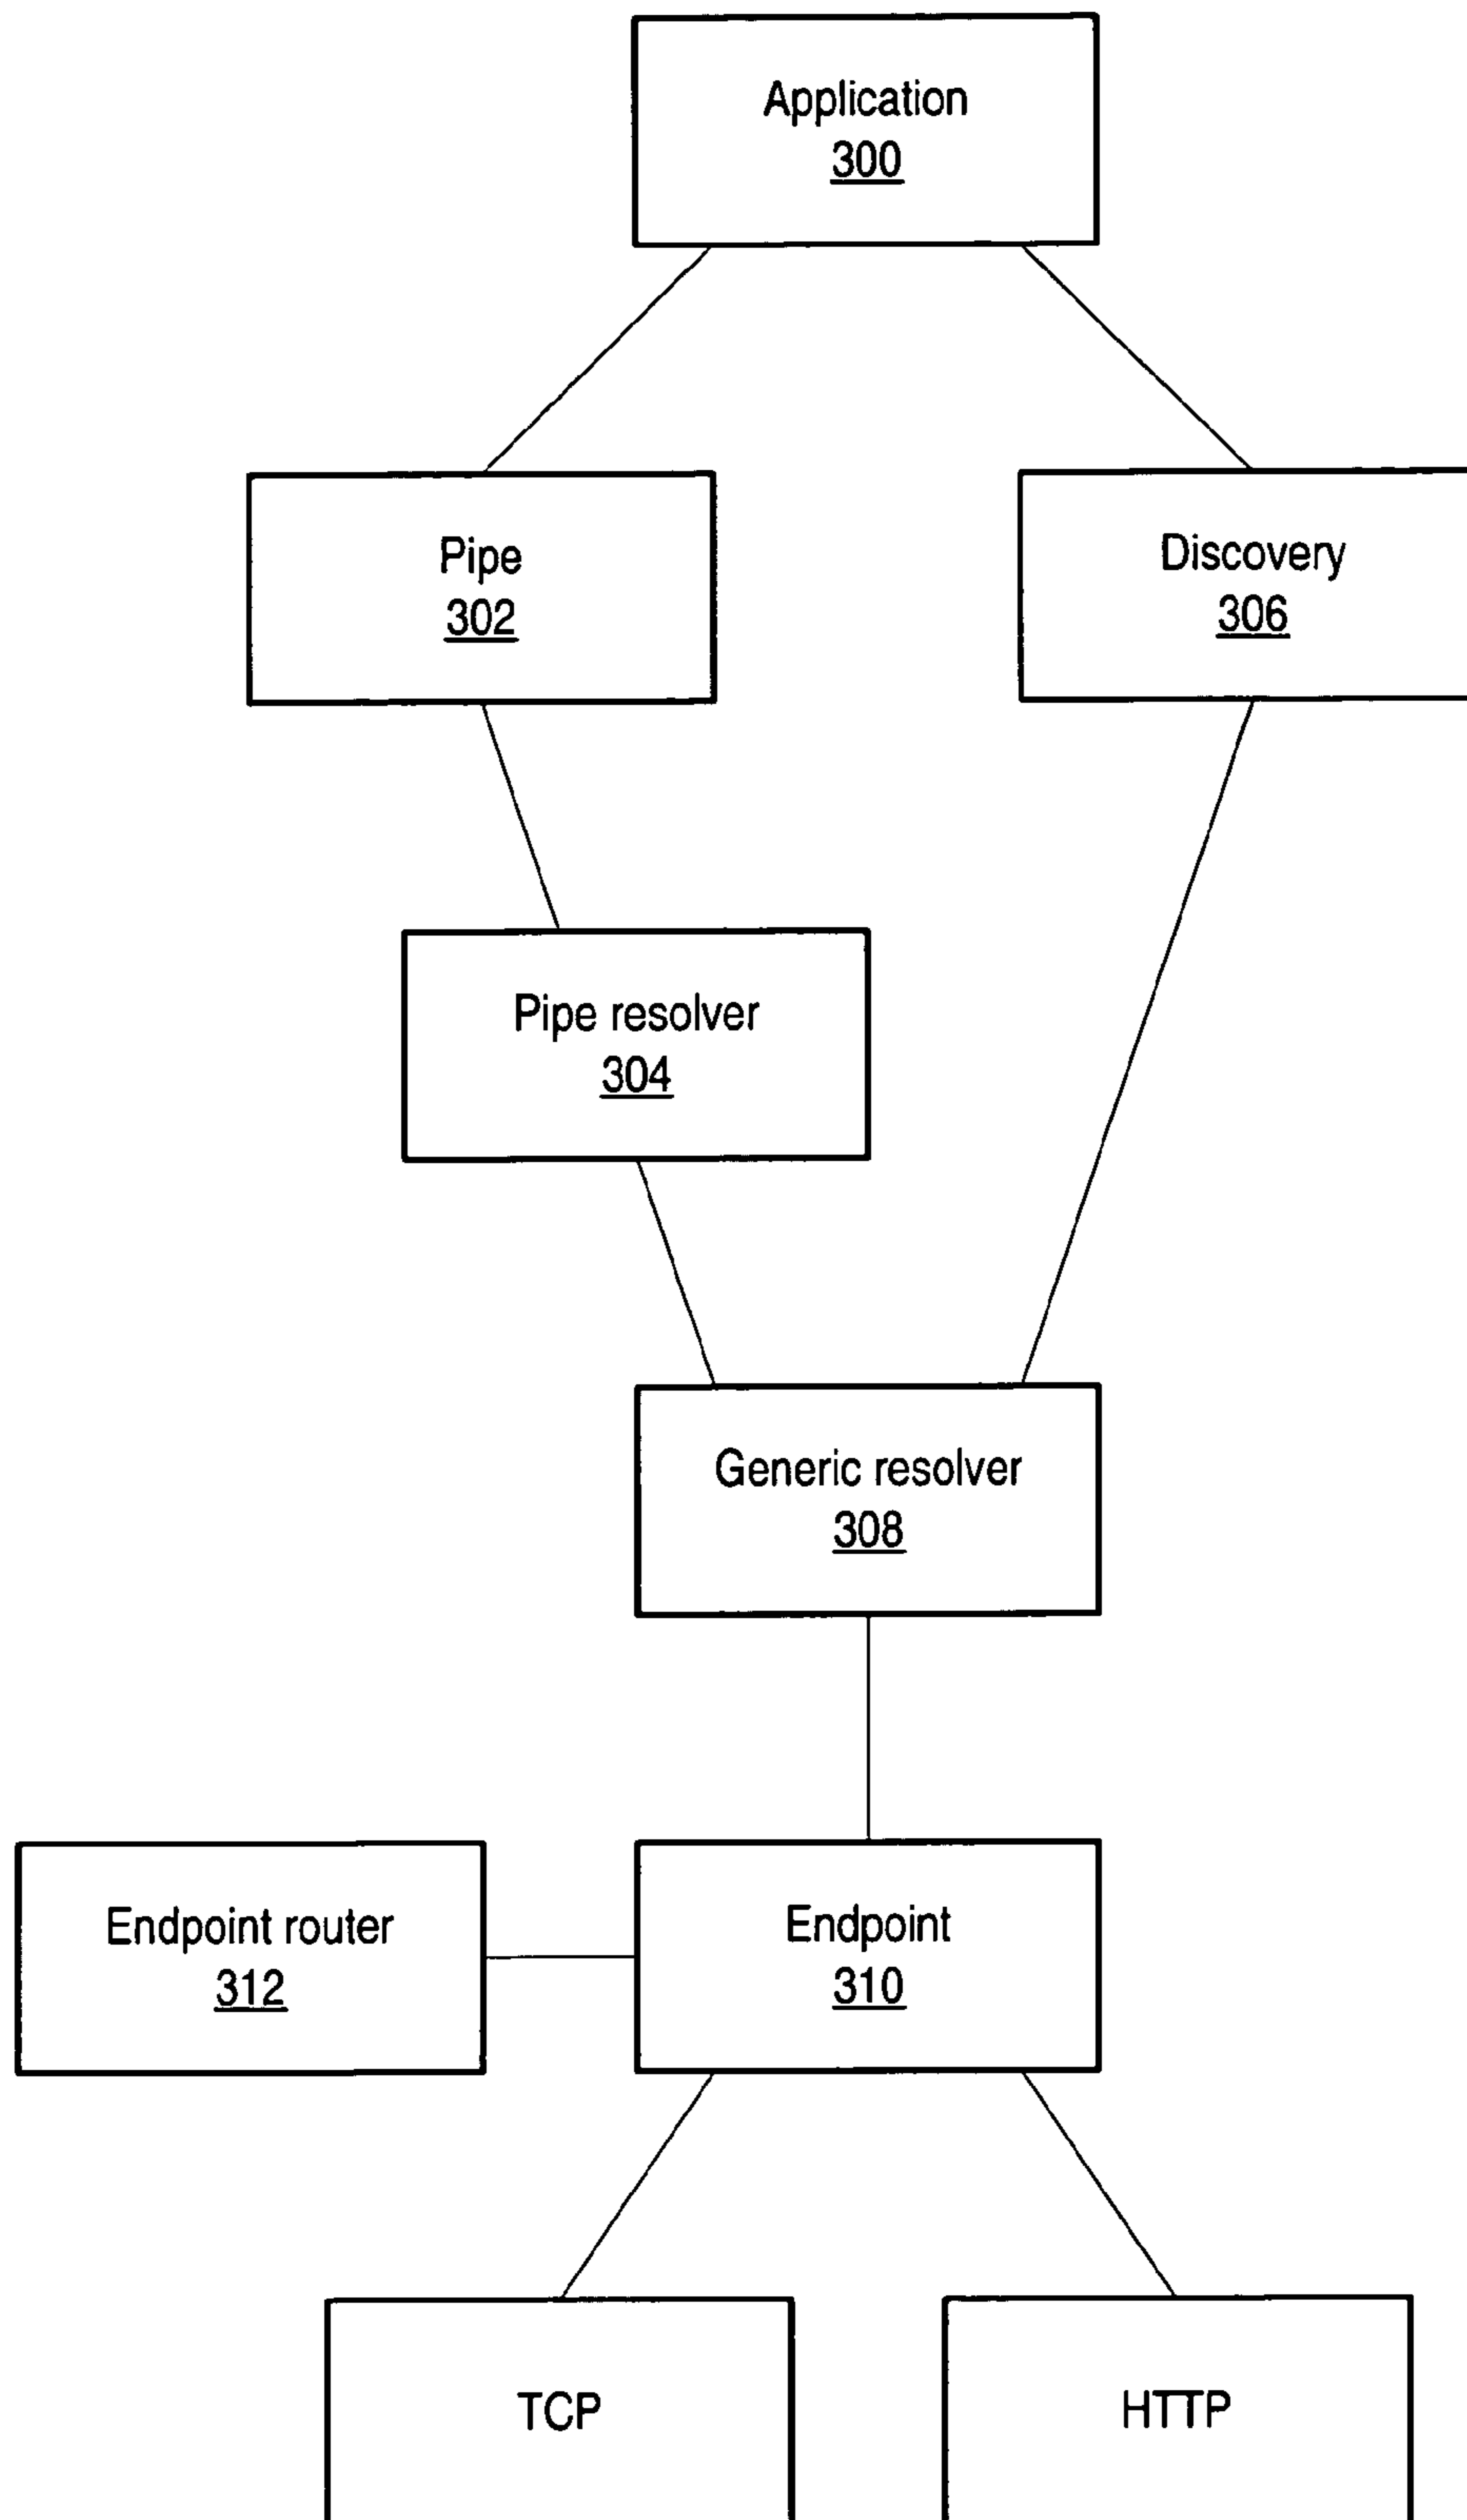 Application
300
Pipe
302
Discovery
306
Pipe resolver
304
Generic resolver
308
Endpoint router
312
Endpoint
310
TCP
HTTP